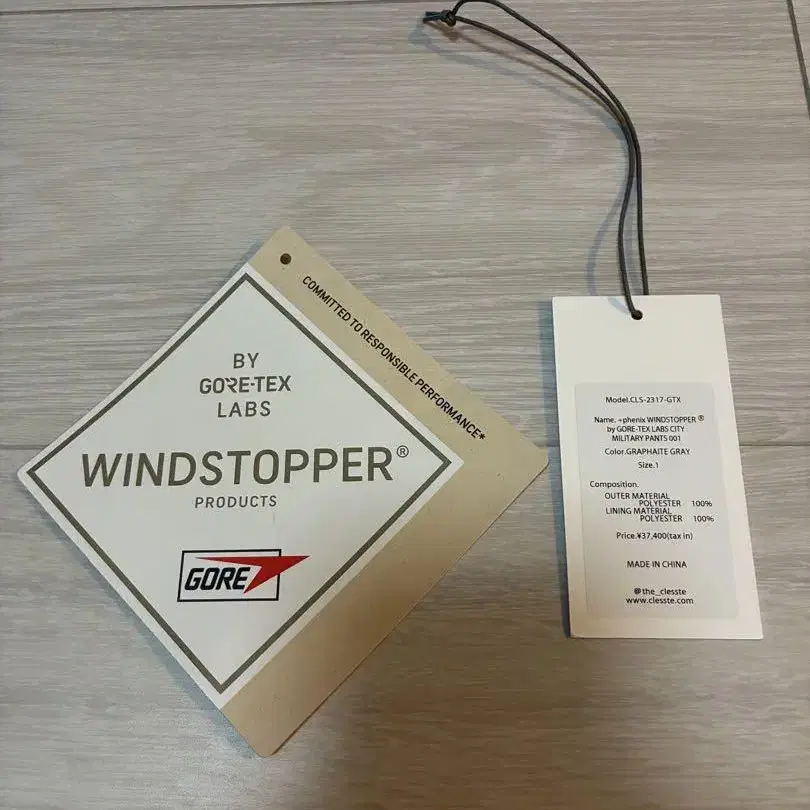 COMMITTED TO RESPONSIBLE PERFORMANCE*
BY
GORE-TEX
LABS
WINDSTOPPER®
PRODUCTS
GORE
Model.CLS-2317-GTX
Name. +phenix WINDSTOPPER ®
by GORE-TEX LABS CITY
MILITARY PANTS 001
Color.GRAPHAITE GRAY
Size.1
Composition.
OUTER MATERIAL
POLYESTER 100%
LINING MATERIAL
POLYESTER 100%
Price.¥37,400(tax in)
MADE IN CHINA
@the_clesste
www.clesste.com